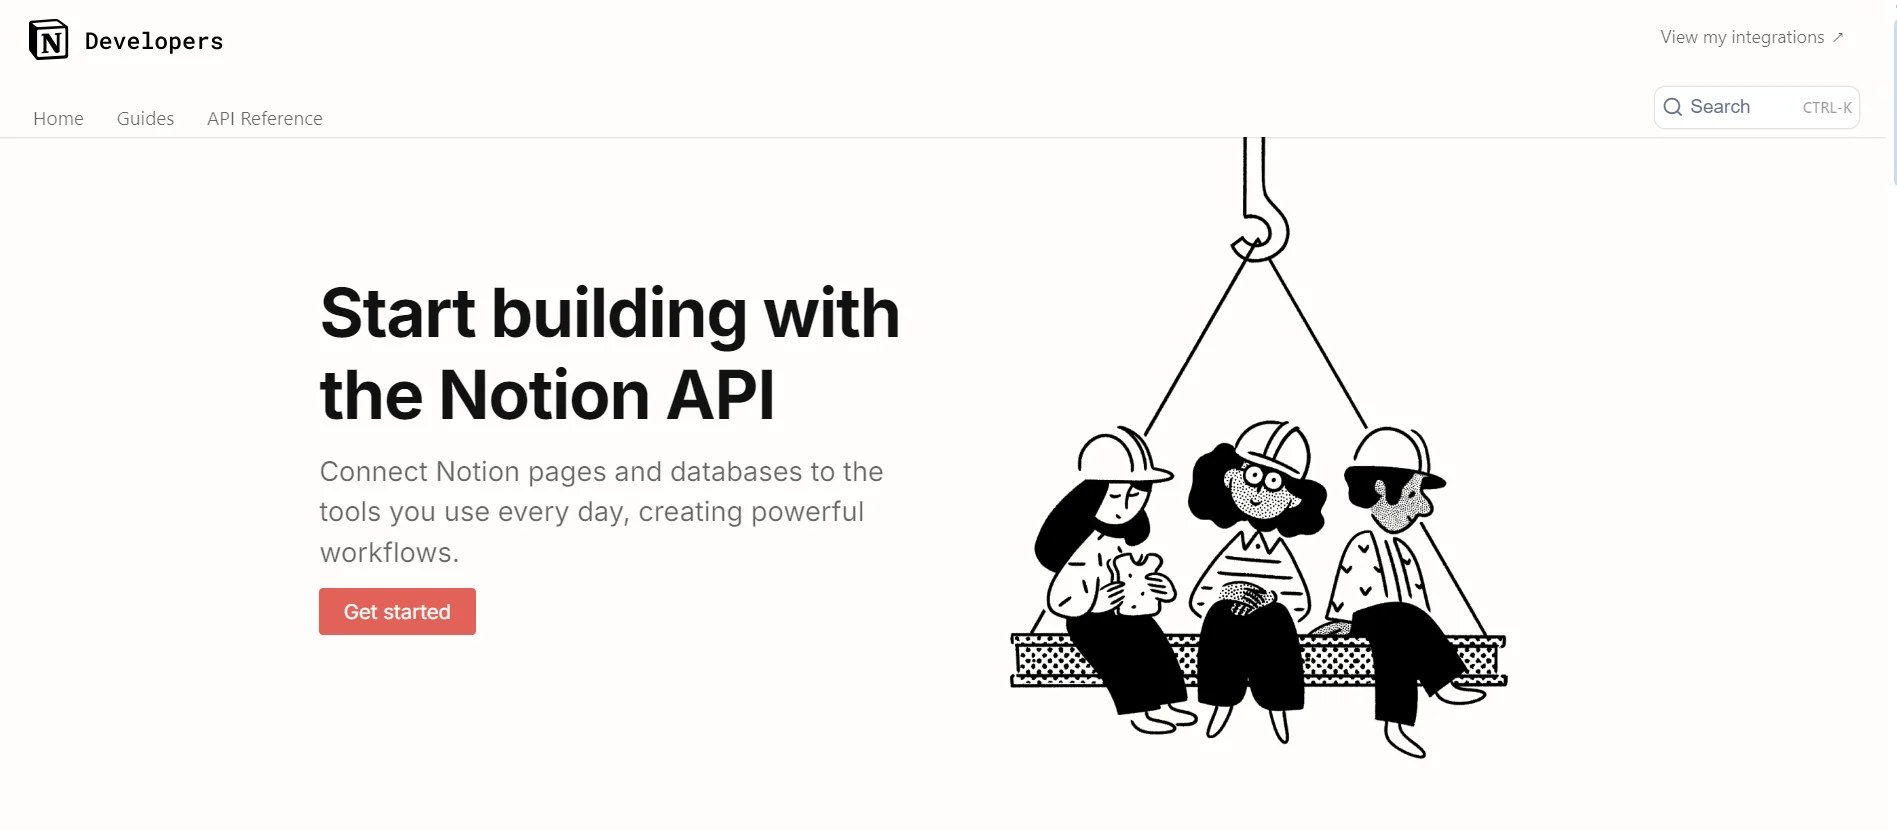 N Developers
View my integrations ↗
Home
Guides
API Reference
Search
CTRL-K
Start building with
the Notion API
Connect Notion pages and databases to the
tools you use every day, creating powerful
workflows.
Get started